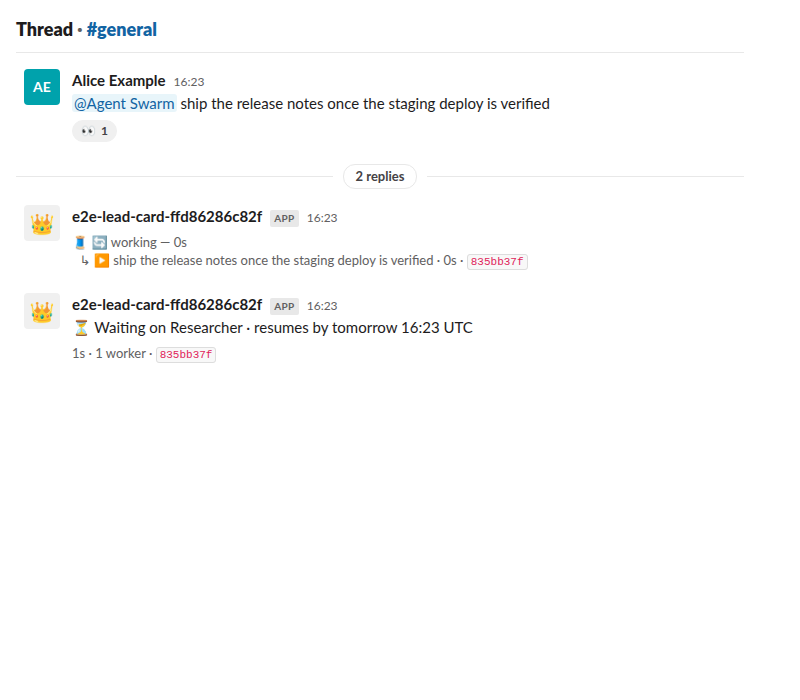 Thread • #general
AE
Alice Example 16:23
@Agent Swarm ship the release notes once the staging deploy is verified
👀 1
2 replies
e2e-lead-card-ffd86286c82f APP 16:23
🧵 🔄 working — 0s
↳ ▶️ ship the release notes once the staging deploy is verified · 0s · 835bb37f
e2e-lead-card-ffd86286c82f APP 16:23
⏳ Waiting on Researcher · resumes by tomorrow 16:23 UTC
1s · 1 worker · 835bb37f